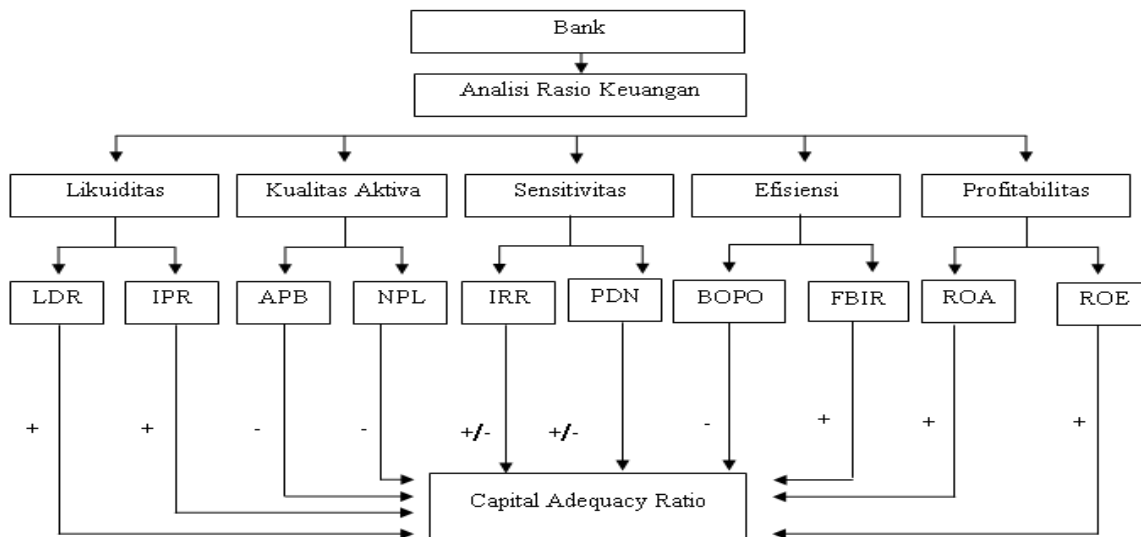 Bank
Analisi Rasio Keuangan
Likuiditas
Kualitas Aktiva
Sensitivitas
Efisiensi
Profitabilitas
LDR
IPR
APB
NPL
IRR
PDN
BOPO
FBIR
ROA
ROE
+
+
-
-
+/-
+/-
-
+
+
+
Capital Adequacy Ratio